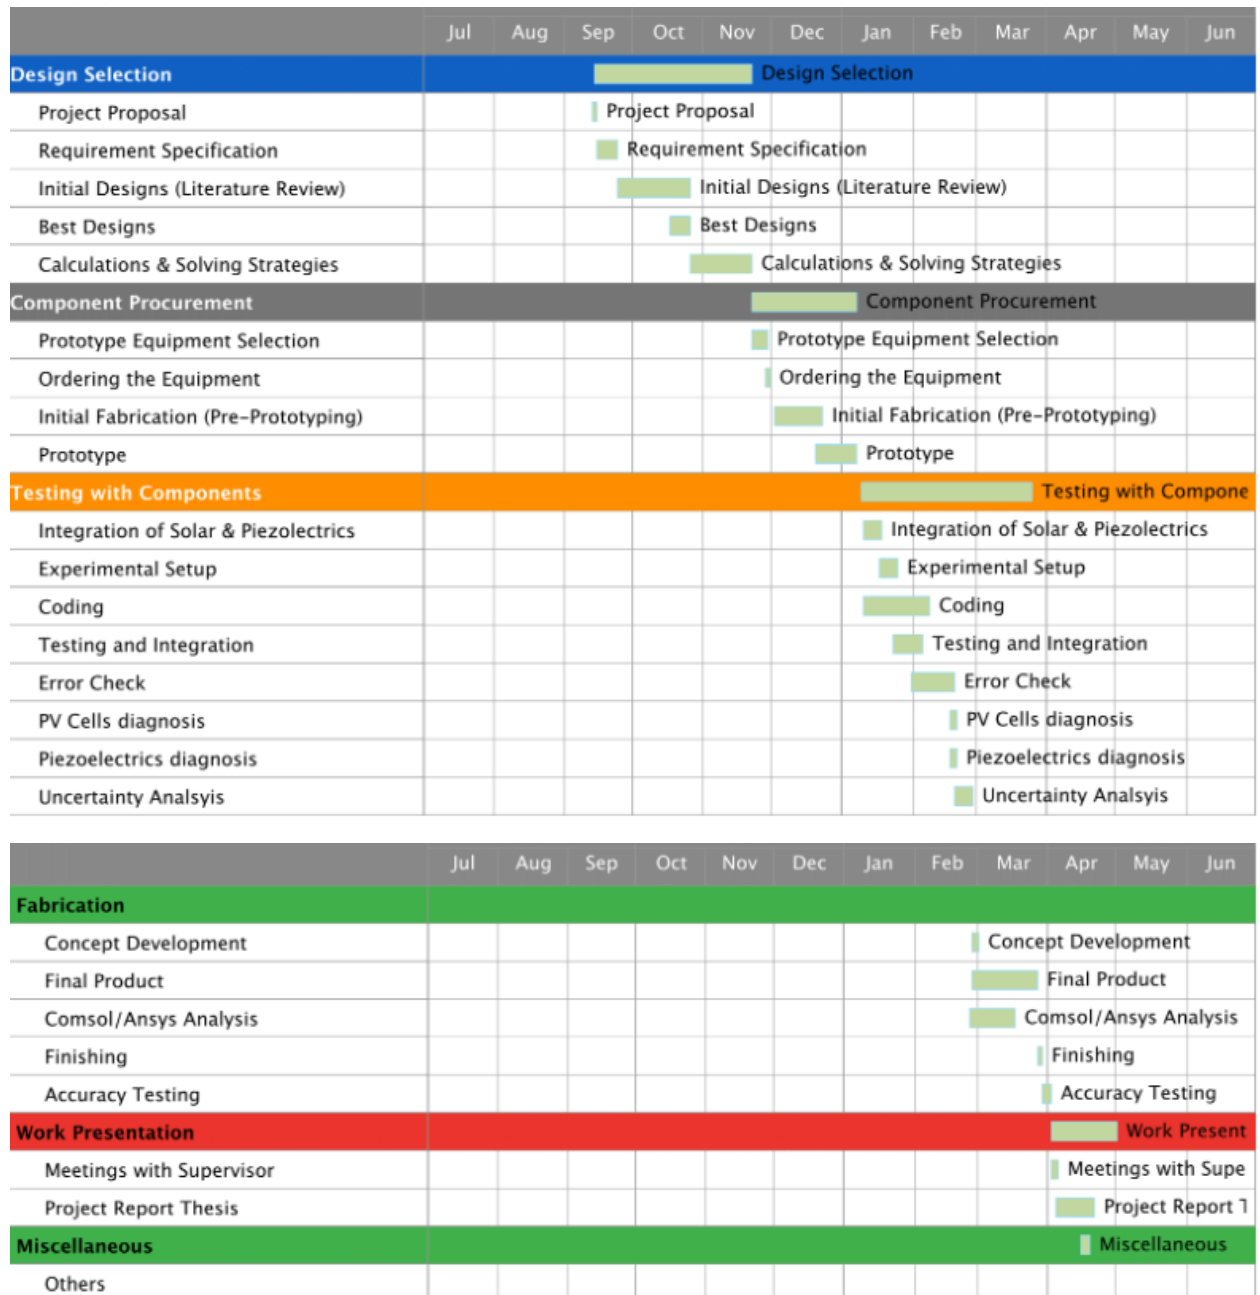 Jul Aug Sep Oct Nov Dec Jan Feb Mar Apr May Jun
Design Selection Design Selection
Project Proposal Project Proposal
Requirement Specification Requirement Specification
Initial Designs (Literature Review) Initial Designs (Literature Review)
Best Designs Best Designs
Calculations & Solving Strategies Calculations & Solving Strategies
Component Procurement Component Procurement
Prototype Equipment Selection Prototype Equipment Selection
Ordering the Equipment Ordering the Equipment
Initial Fabrication (Pre-Prototyping) Initial Fabrication (Pre-Prototyping)
Prototype Prototype
Testing with Components Testing with Compone
Integration of Solar & Piezolectrics Integration of Solar & Piezolectrics
Experimental Setup Experimental Setup
Coding Coding
Testing and Integration Testing and Integration
Error Check Error Check
PV Cells diagnosis PV Cells diagnosis
Piezoelectrics diagnosis Piezoelectrics diagnosis
Uncertainty Analsyis Uncertainty Analsyis
Jul Aug Sep Oct Nov Dec Jan Feb Mar Apr May Jun
Fabrication
Concept Development Concept Development
Final Product Final Product
Comsol/Ansys Analysis Comsol/Ansys Analysis
Finishing Finishing
Accuracy Testing Accuracy Testing
Work Presentation Work Present
Meetings with Supervisor Meetings with Supe
Project Report Thesis Project Report T
Miscellaneous Miscellaneous
Others